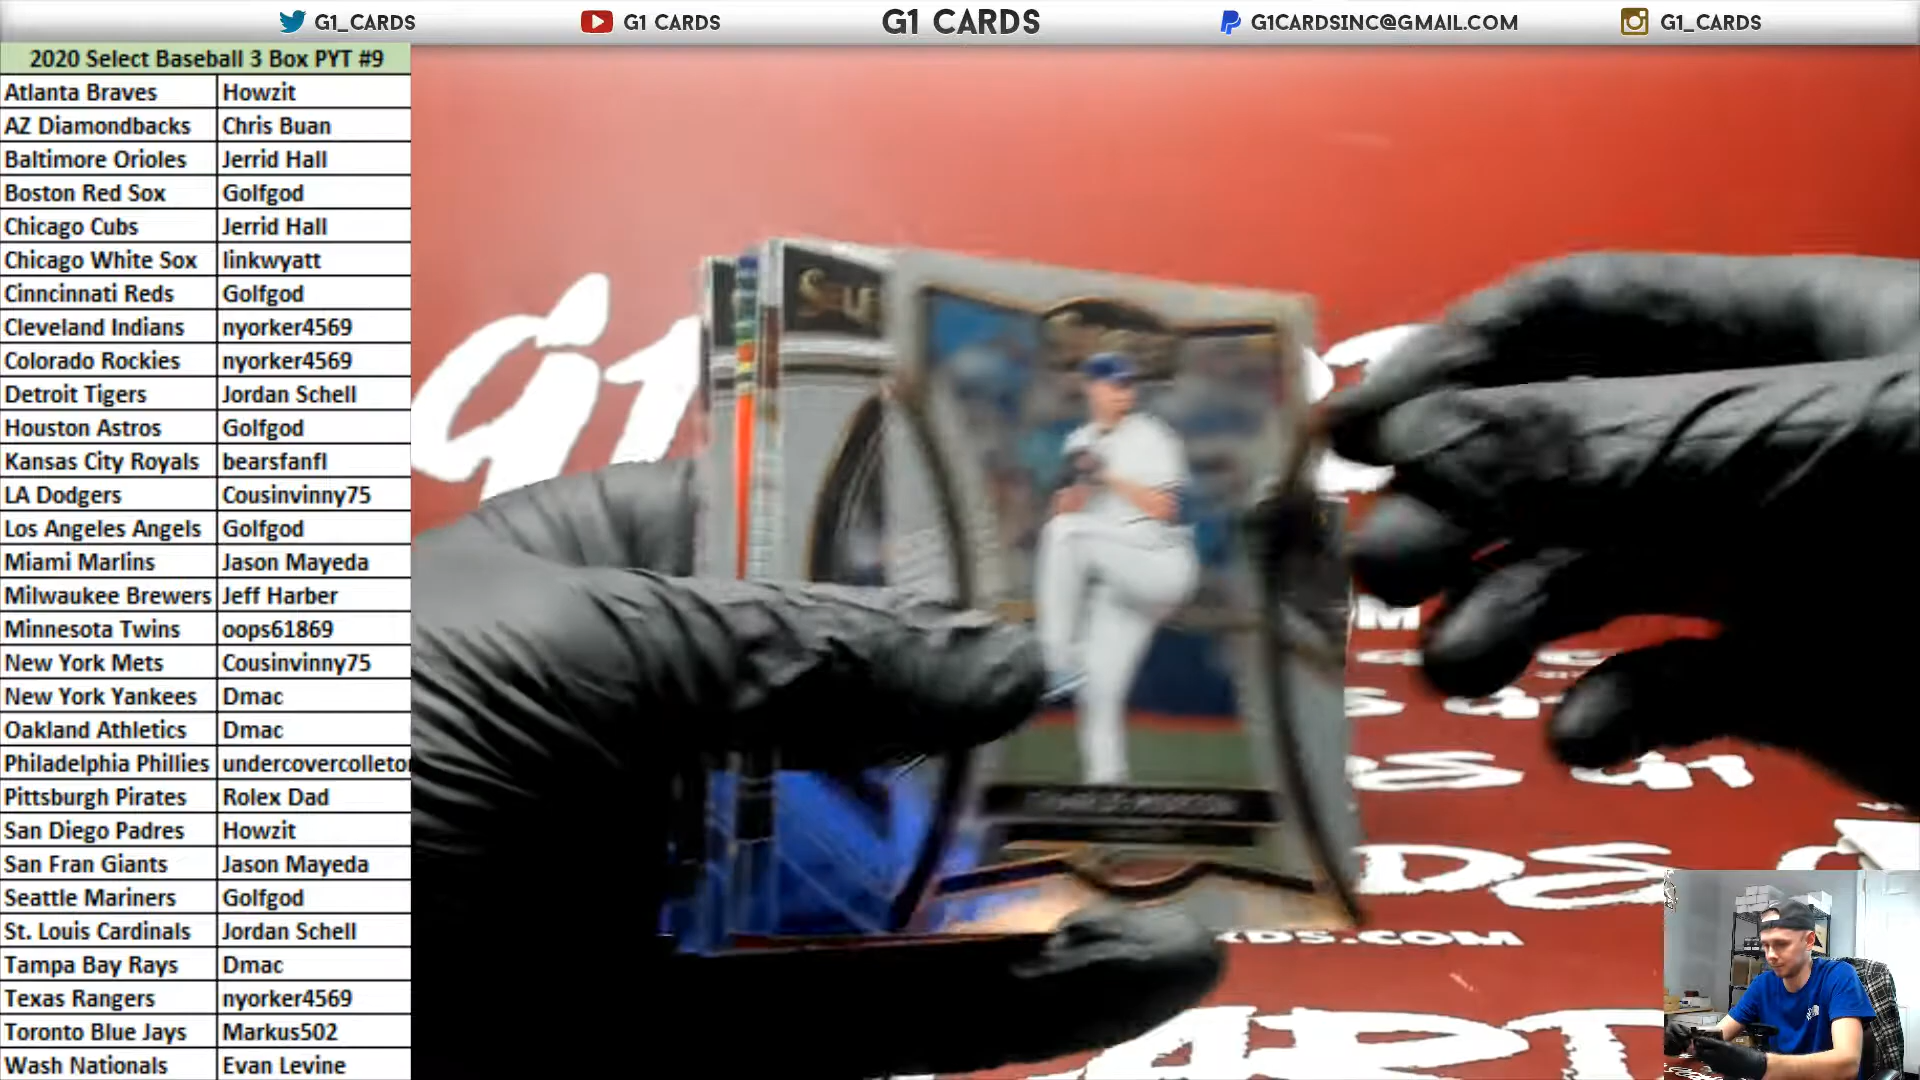 G1_CARDS
G1 CARDS
G1 CARDS
G1CARDSINC@GMAIL.COM
G1_CARDS
2020 Select Baseball 3 Box PYT #9
Atlanta Braves Howzit
AZ Diamondbacks Chris Buan
Baltimore Orioles Jerrid Hall
Boston Red Sox Golfgod
Chicago Cubs Jerrid Hall
Chicago White Sox linkwyatt
Cinncinnati Reds Golfgod
Cleveland Indians nyorker4569
Colorado Rockies nyorker4569
Detroit Tigers Jordan Schell
Houston Astros Golfgod
Kansas City Royals bearsfanfl
LA Dodgers Cousinvinny75
Los Angeles Angels Golfgod
Miami Marlins Jason Mayeda
Milwaukee Brewers Jeff Harber
Minnesota Twins oops61869
New York Mets Cousinvinny75
New York Yankees Dmac
Oakland Athletics Dmac
Philadelphia Phillies undercovercolletor
Pittsburgh Pirates Rolex Dad
San Diego Padres Howzit
San Fran Giants Jason Mayeda
Seattle Mariners Golfgod
St. Louis Cardinals Jordan Schell
Tampa Bay Rays Dmac
Texas Rangers nyorker4569
Toronto Blue Jays Markus502
Wash Nationals Evan Levine